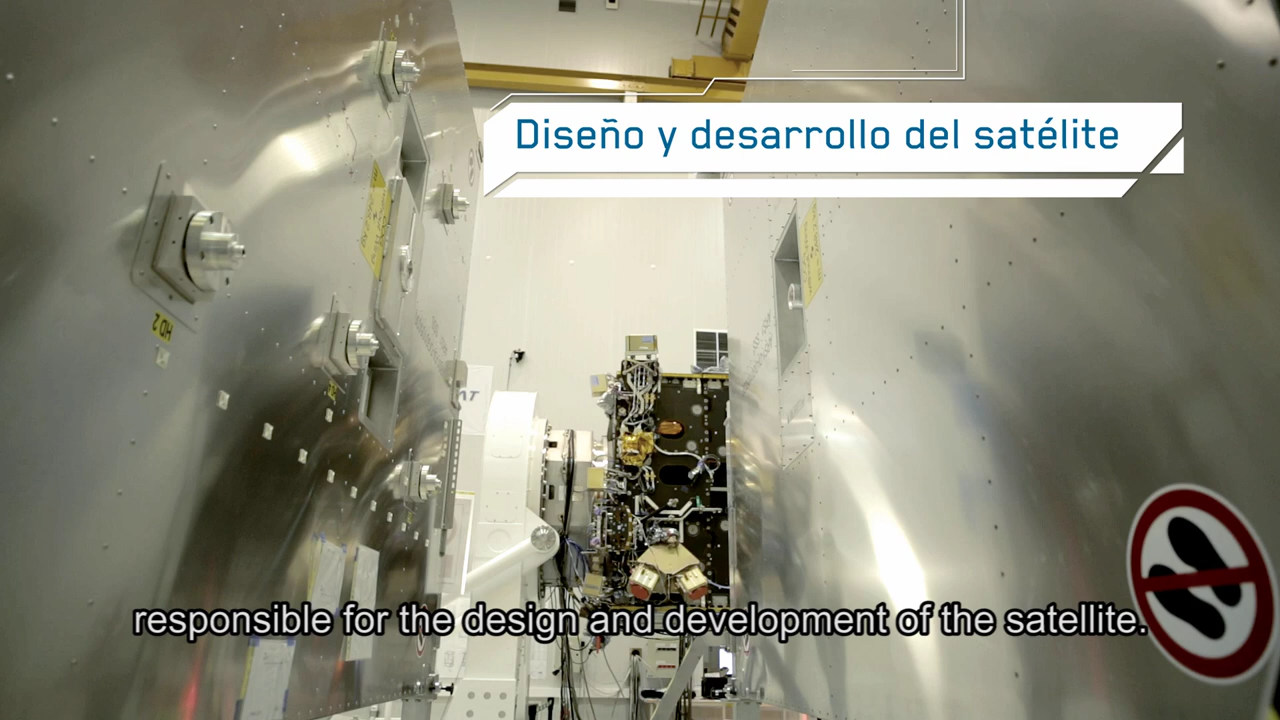 Diseño y desarrollo del satélite
HD 2
responsible for the design and development of the satellite.